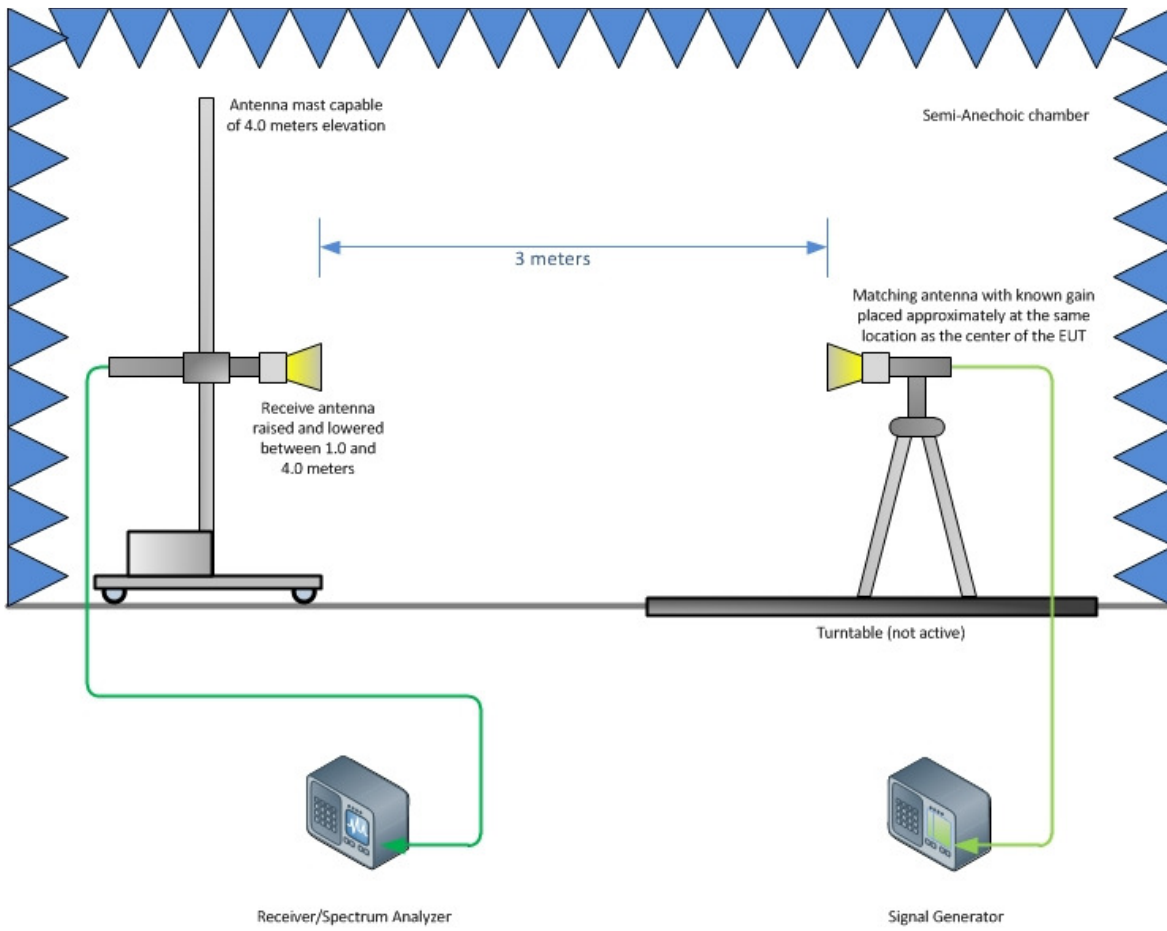 Antenna mast capable
of 4.0 meters elevation
Semi-Anechoic chamber
3 meters
Matching antenna with known gain
placed approximately at the same
location as the center of the EUT
Receive antenna
raised and lowered
between 1.0 and
4.0 meters
Turntable (not active)
Receiver/Spectrum Analyzer
Signal Generator